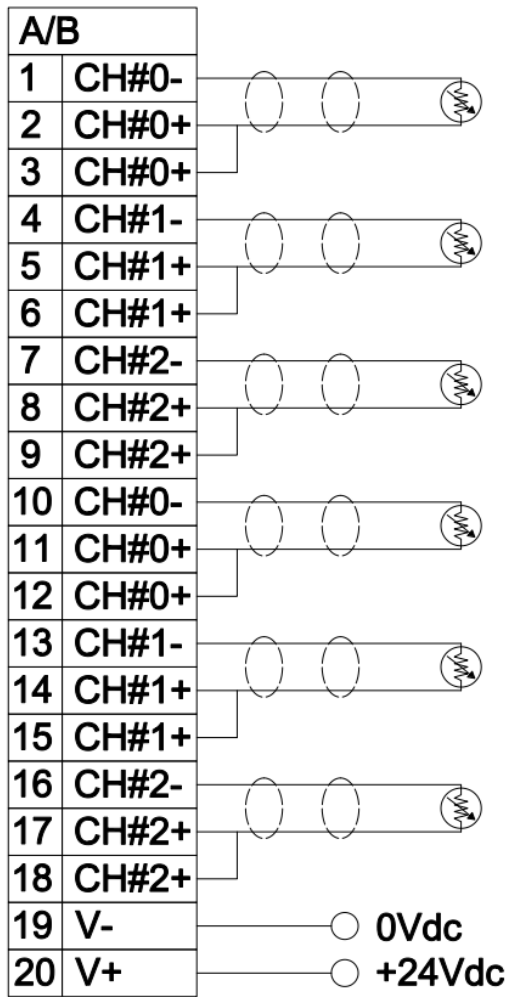 A/B
1 CH#0-
2 CH#0+
3 CH#0+
4 CH#1-
5 CH#1+
6 CH#1+
7 CH#2-
8 CH#2+
9 CH#2+
10 CH#0-
11 CH#0+
12 CH#0+
13 CH#1-
14 CH#1+
15 CH#1+
16 CH#2-
17 CH#2+
18 CH#2+
19 V- 0Vdc
20 V+ +24Vdc